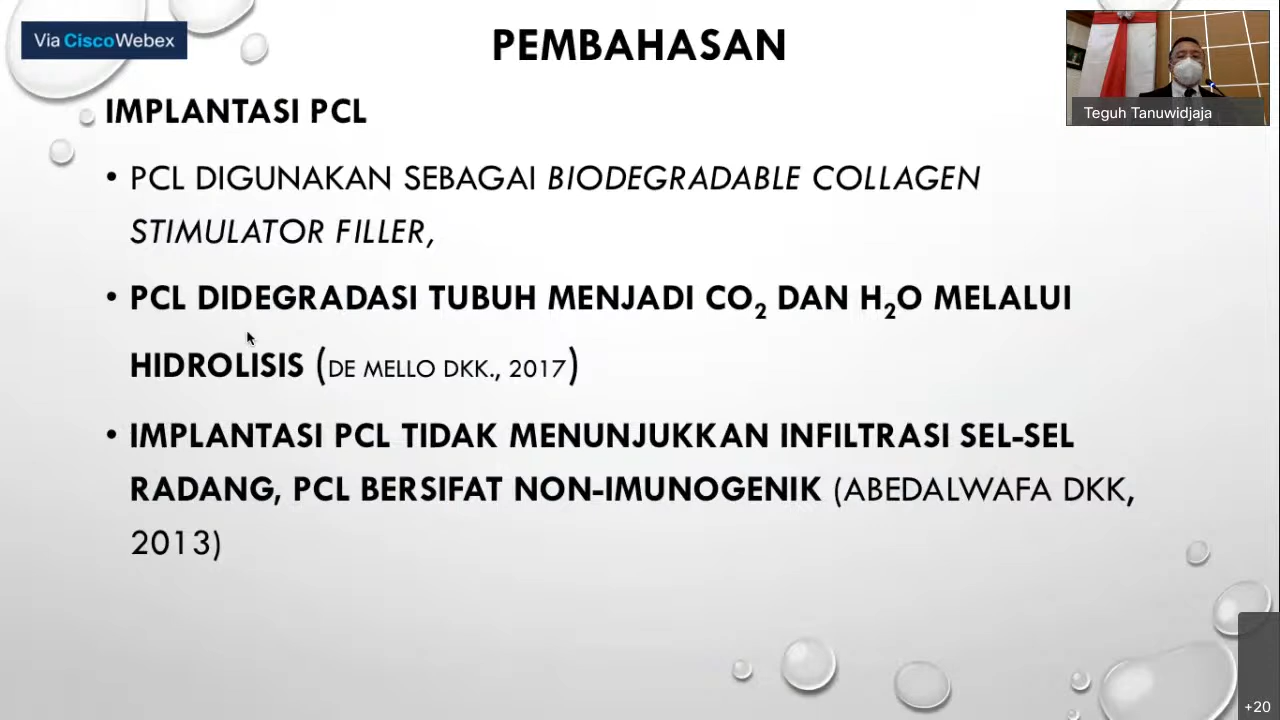 Via CiscoWebex
PEMBAHASAN
Teguh Tanuwidjaja
IMPLANTASI PCL
• PCL DIGUNAKAN SEBAGAI BIODEGRADABLE COLLAGEN
STIMULATOR FILLER,
• PCL DIDEGRADASI TUBUH MENJADI CO₂ DAN H₂O MELALUI
HIDROLISIS (DE MELLO DKK., 2017)
• IMPLANTASI PCL TIDAK MENUNJUKKAN INFILTRASI SEL-SEL
RADANG, PCL BERSIFAT NON-IMUNOGENIK (ABEDALWAFA DKK,
2013)
+20